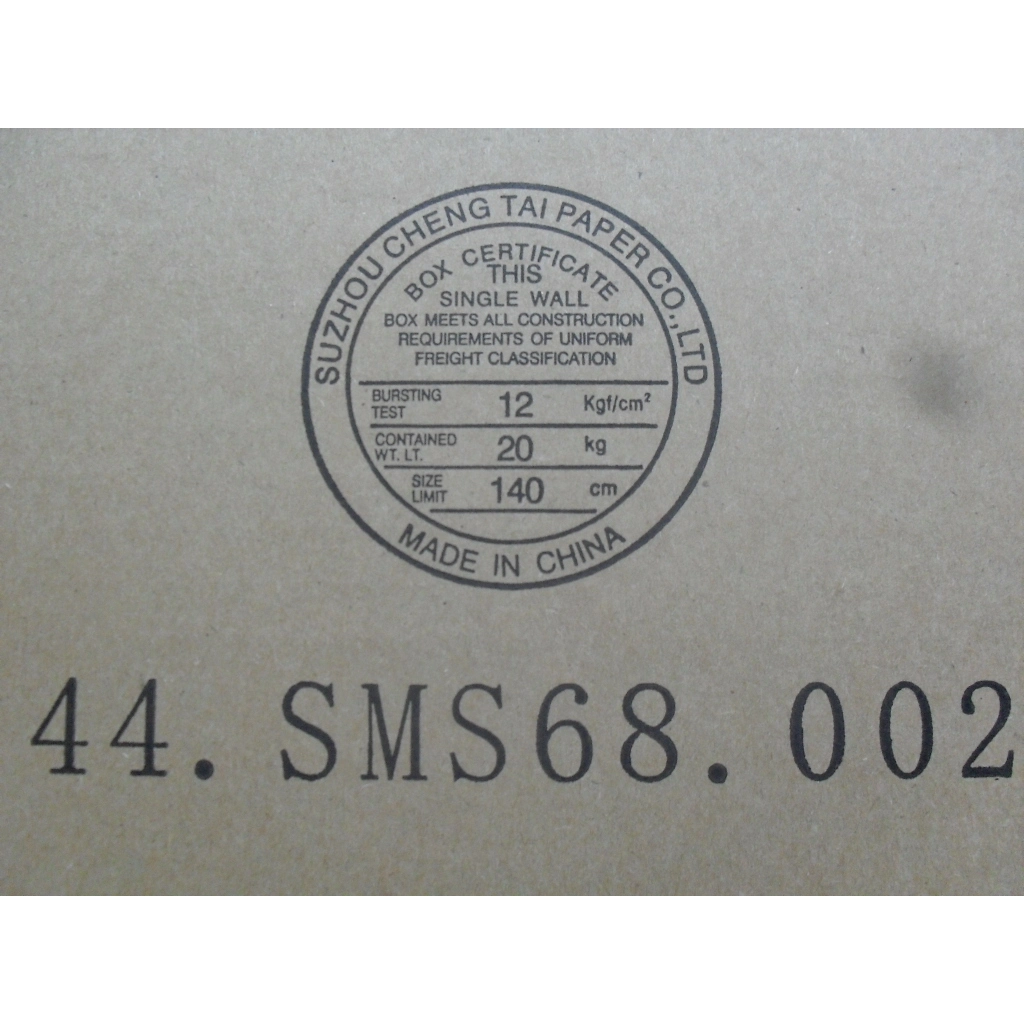 SUZHOU CHENG TAI PAPER CO.,LTD
BOX CERTIFICATE
THIS
SINGLE WALL
BOX MEETS ALL CONSTRUCTION
REQUIREMENTS OF UNIFORM
FREIGHT CLASSIFICATION
BURSTING TEST 12 Kgf/cm²
CONTAINED WT. LT. 20 kg
SIZE LIMIT 140 cm
MADE IN CHINA
44.SMS68.002